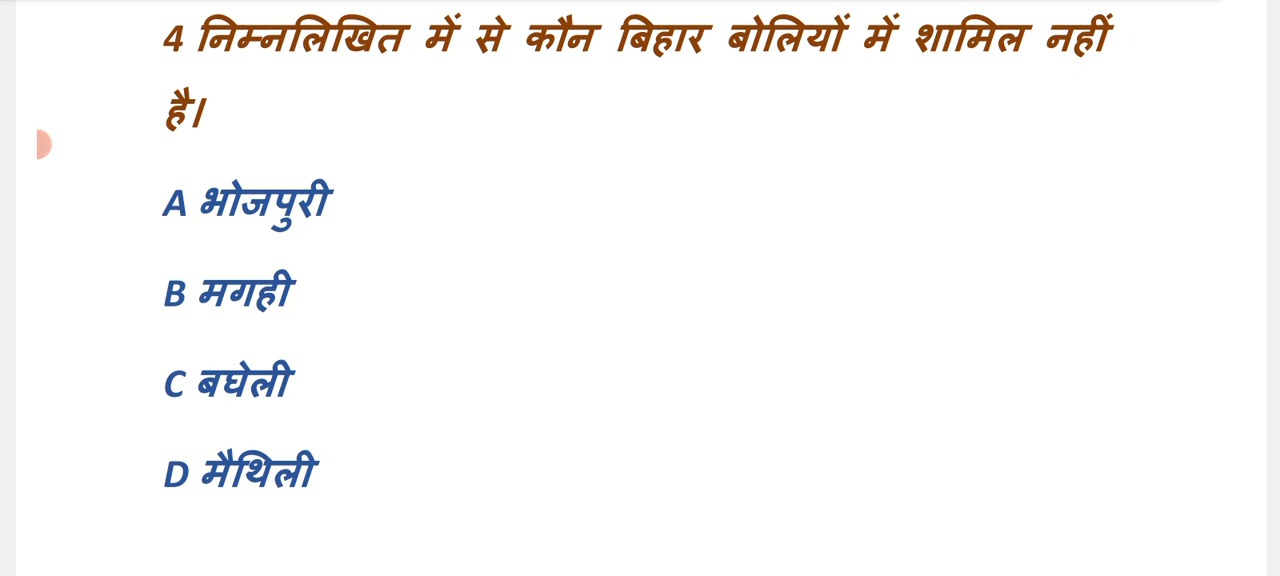 4 निम्नलिखित में से कौन बिहार बोलियों में शामिल नहीं
है।
A भोजपुरी
B मगही
C बघेली
D मैथिली